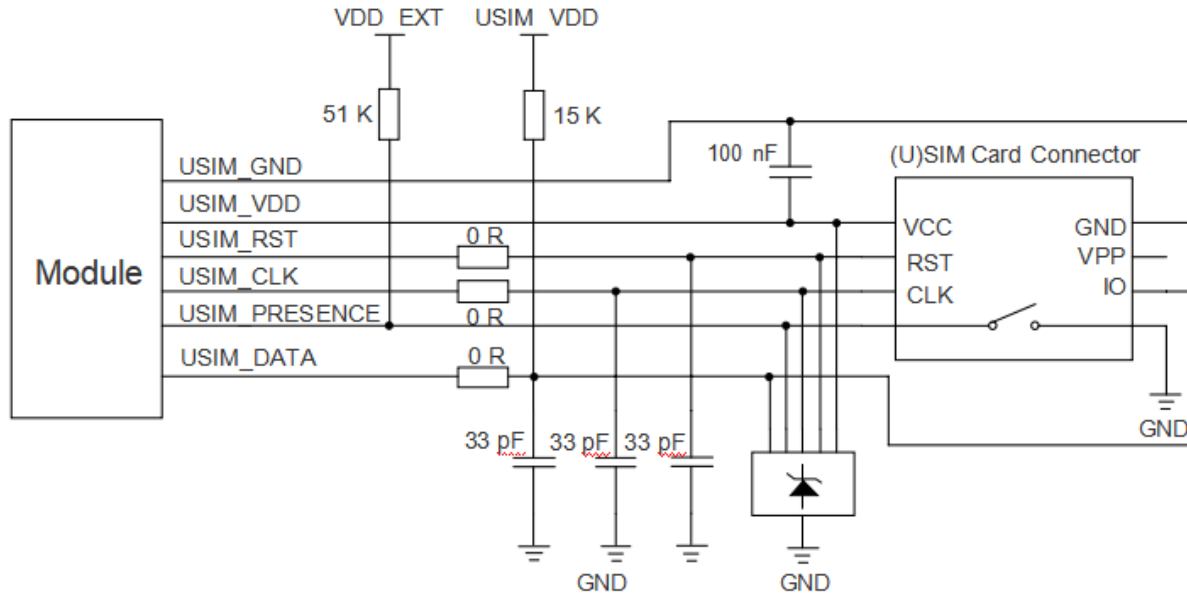 VDD_EXT USIM_VDD
51 K 15 K
100 nF (U)SIM Card Connector
USIM_GND
USIM_VDD VCC GND
USIM_RST 0 R RST VPP
Module USIM_CLK CLK IO
USIM_PRESENCE 0 R
USIM_DATA 0 R
GND
33 pF 33 pF 33 pF
GND GND